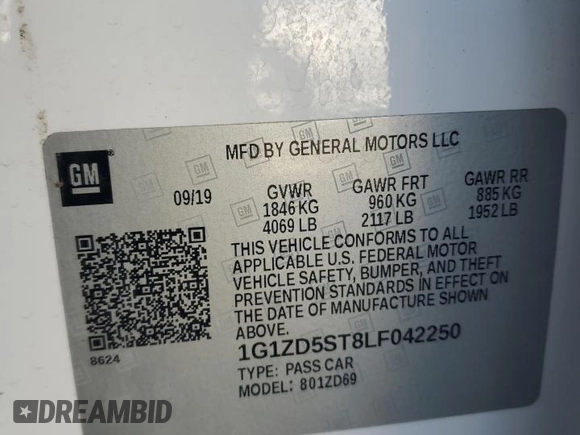 MFD BY GENERAL MOTORS LLC
GM
09/19
GVWR
1846 KG
4069 LB
GAWR FRT
960 KG
2117 LB
GAWR RR
885 KG
1952 LB
THIS VEHICLE CONFORMS TO ALL
APPLICABLE U.S. FEDERAL MOTOR
VEHICLE SAFETY, BUMPER, AND THEFT
PREVENTION STANDARDS IN EFFECT ON
THE DATE OF MANUFACTURE SHOWN
ABOVE.
8624
1G1ZD5ST8LF042250
TYPE: PASS CAR
MODEL: 801ZD69
DREAMBID